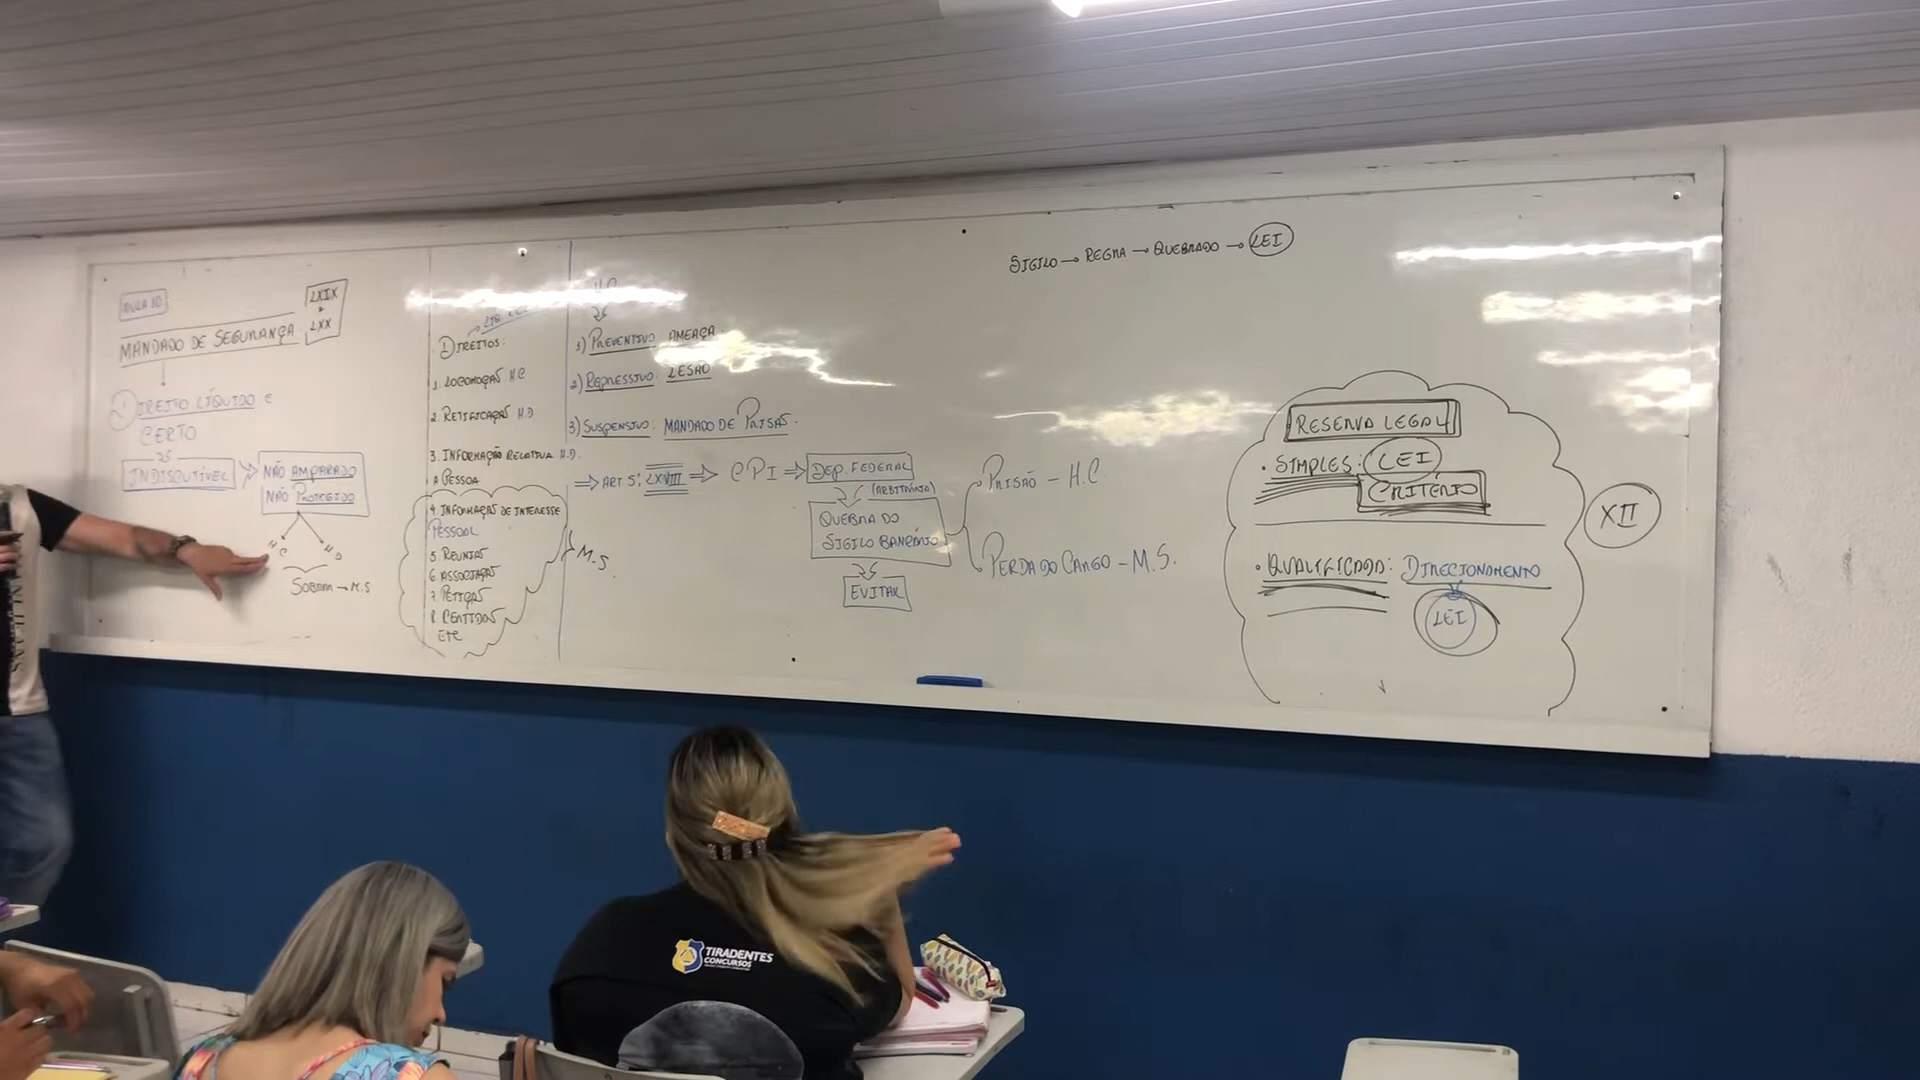 AULA 10
LXIX
+
LXX
MANDADO DE SEGURANÇA
DIREITO LÍQUIDO E
CERTO
INDISCUTÍVEL
NÃO AMPARADO
NÃO PROTEGIDO
H.C
H.D
SOBRAR → M.S
DIREITOS:
1. LOCOMOÇÃO H.C
2. RETIFICAÇÃO H.D
3. INFORMAÇÃO RELATIVA H.D.
A PESSOA
4. INFORMAÇÃO DE INTERESSE
PESSOAL
5. REUNIÃO
6. ASSOCIAÇÃO
7. PETIÇÃO
8. CERTIDÃO
ETC
M.S
1) PREVENTIVO: AMEAÇA.
2) REPRESSIVO: LESÃO
3) SUSPENSIVO: MANDADO DE PRISÃO.
⇒ ART 5; LXVIII ⇒ CPI ⇒ DEP. FEDERAL
(ARBITRÁRIO)
QUEBRA DO
SIGILO BANCÁRIO
EVITAR
PRISÃO - H.C
PERDA DO CARGO - M.S.
SIGILO → REGRA → QUEBRADO → LEI
RESERVA LEGAL
• SIMPLES: LEI
CRITÉRIO
• QUALIFICADA: DIRECIONAMENTO
LEI
XII
TIRADENTES
CONCURSOS